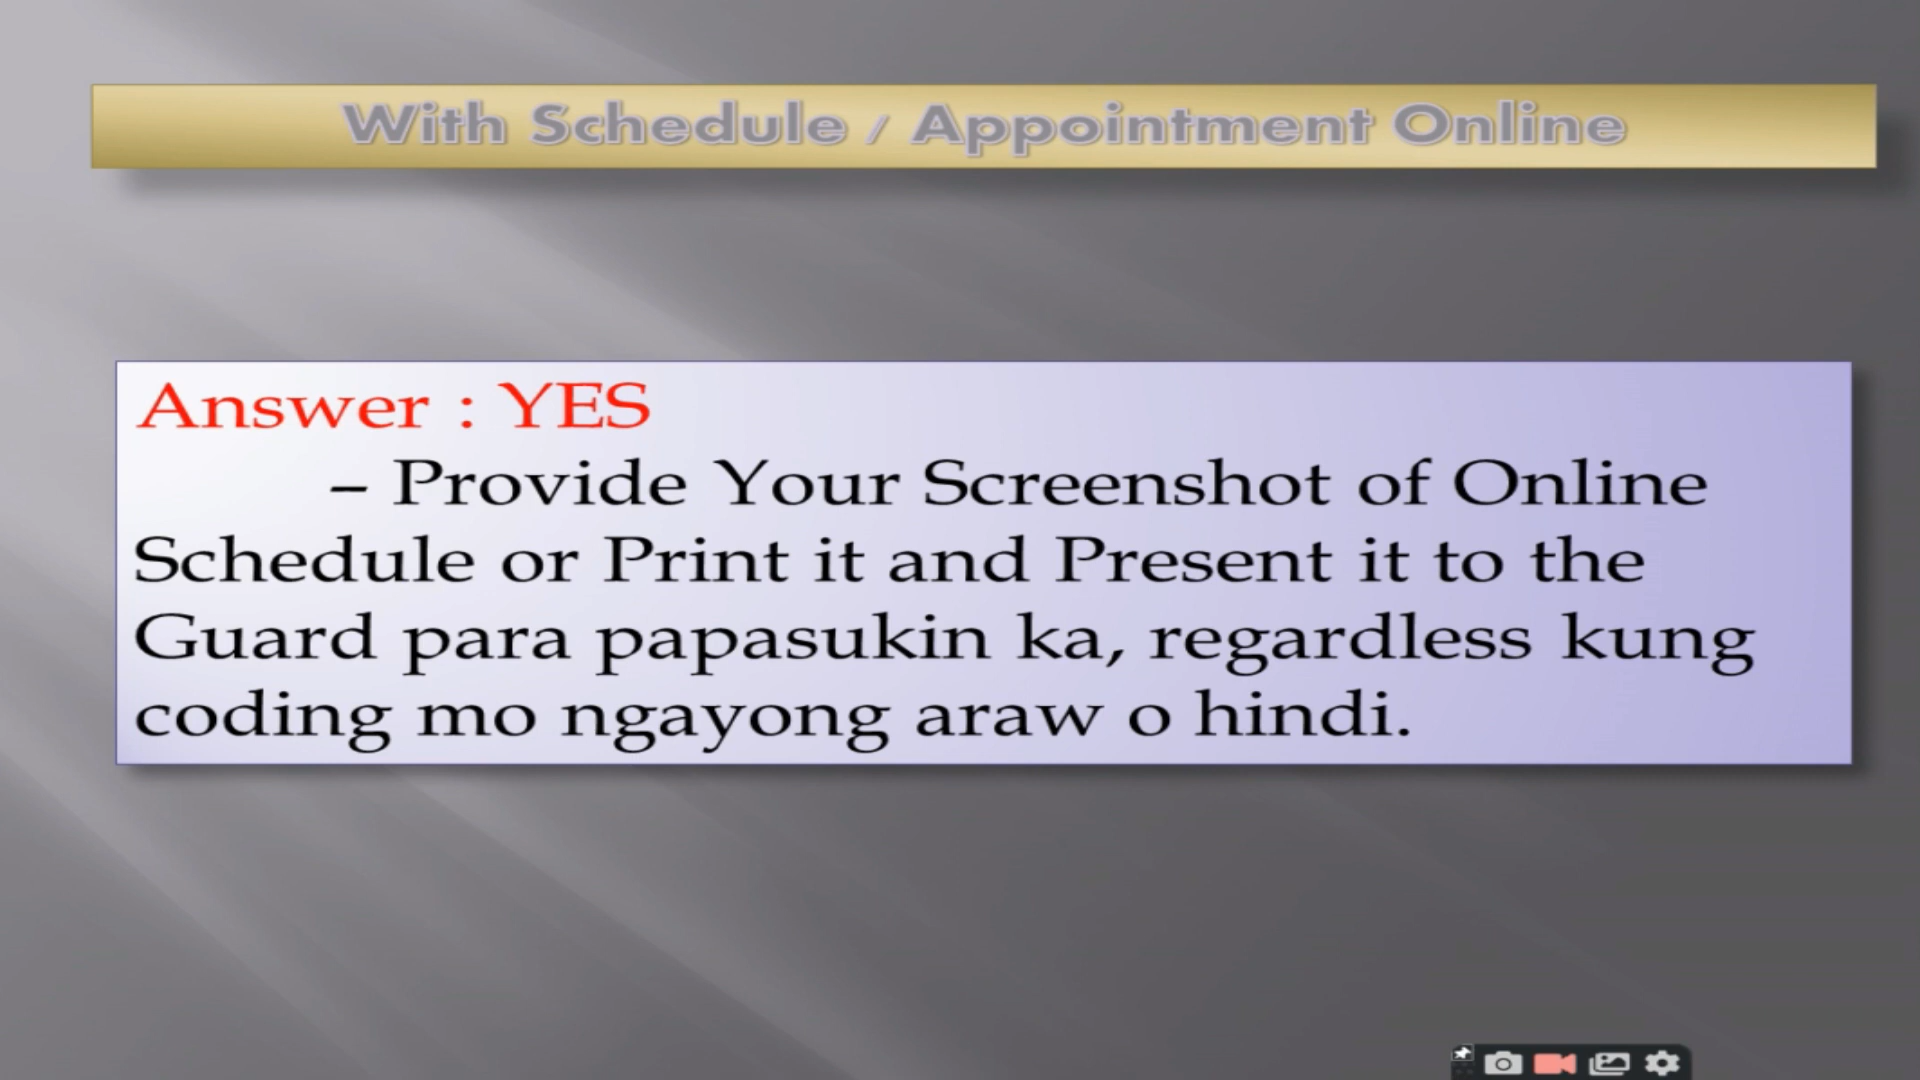 With Schedule / Appointment Online
Answer : YES
– Provide Your Screenshot of Online
Schedule or Print it and Present it to the
Guard para papasukin ka, regardless kung
coding mo ngayong araw o hindi.